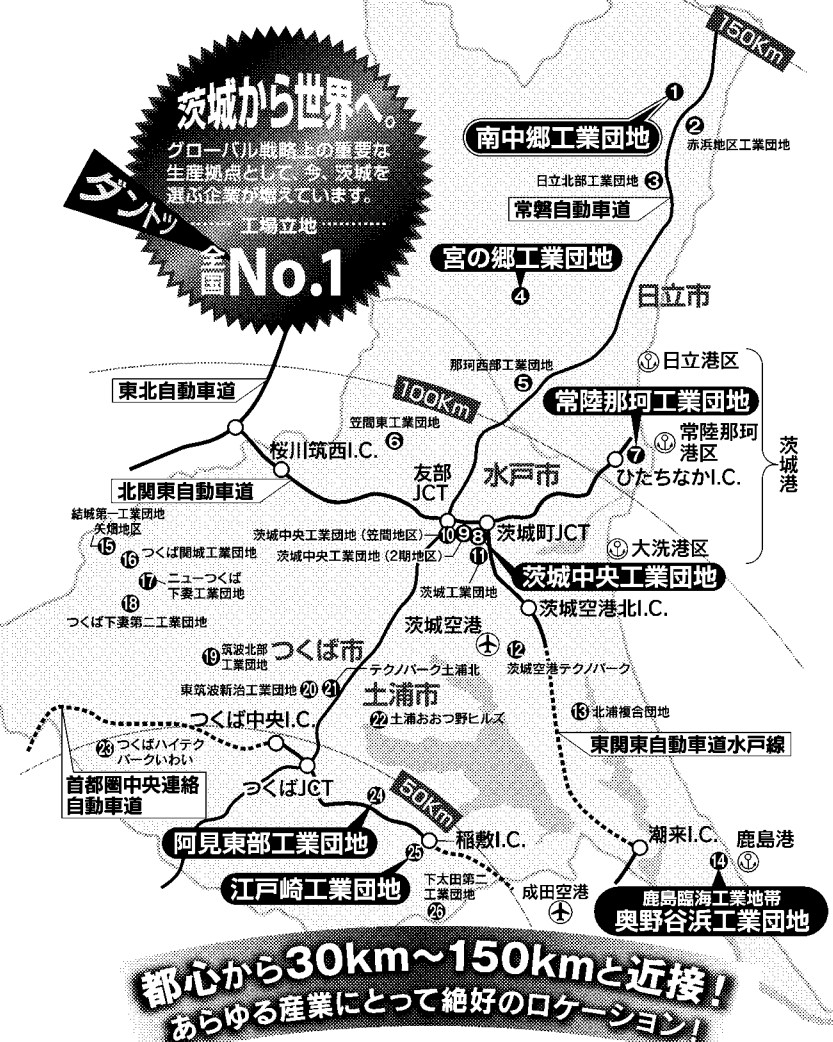 茨城から世界へ。
グローバル戦略上の重要な
生産拠点として、今、茨城を
選ぶ企業が増えています。
工場立地
ダントツ
全国No.1
150Km
1
南中郷工業団地
2
赤浜地区工業団地
日立北部工業団地 3
常磐自動車道
宮の郷工業団地
4
日立市
那珂西部工業団地
5
日立港区
東北自動車道
100Km
常陸那珂工業団地
笠間東工業団地
6
桜川筑西I.C.
7
常陸那珂
港区
茨城港
ひたちなかI.C.
友部
JCT
水戸市
北関東自動車道
結城第一工業団地
矢畑地区
15
16 つくば関城工業団地
17 ニューつくば
下妻工業団地
18
つくば下妻第二工業団地
茨城中央工業団地(笠間地区)
10 9 8
茨城町JCT
茨城中央工業団地(2期地区)
11
大洗港区
茨城工業団地
茨城中央工業団地
茨城空港北I.C.
茨城空港
12
茨城空港テクノパーク
19 筑波北部
工業団地
つくば市
テクノパーク土浦北
東筑波新治工業団地 20 21
土浦市
22 土浦おおつ野ヒルズ
13 北浦複合団地
つくば中央I.C.
東関東自動車道水戸線
23 つくばハイテク
パークいわい
首都圏中央連絡
自動車道
つくばJCT
50Km
24
阿見東部工業団地
稲敷I.C.
25
江戸崎工業団地
下太田第二
工業団地
26
成田空港
潮来I.C.
鹿島港
14
鹿島臨海工業地帯
奥野谷浜工業団地
都心から30km〜150kmと近接!
あらゆる産業にとって絶好のロケーション!